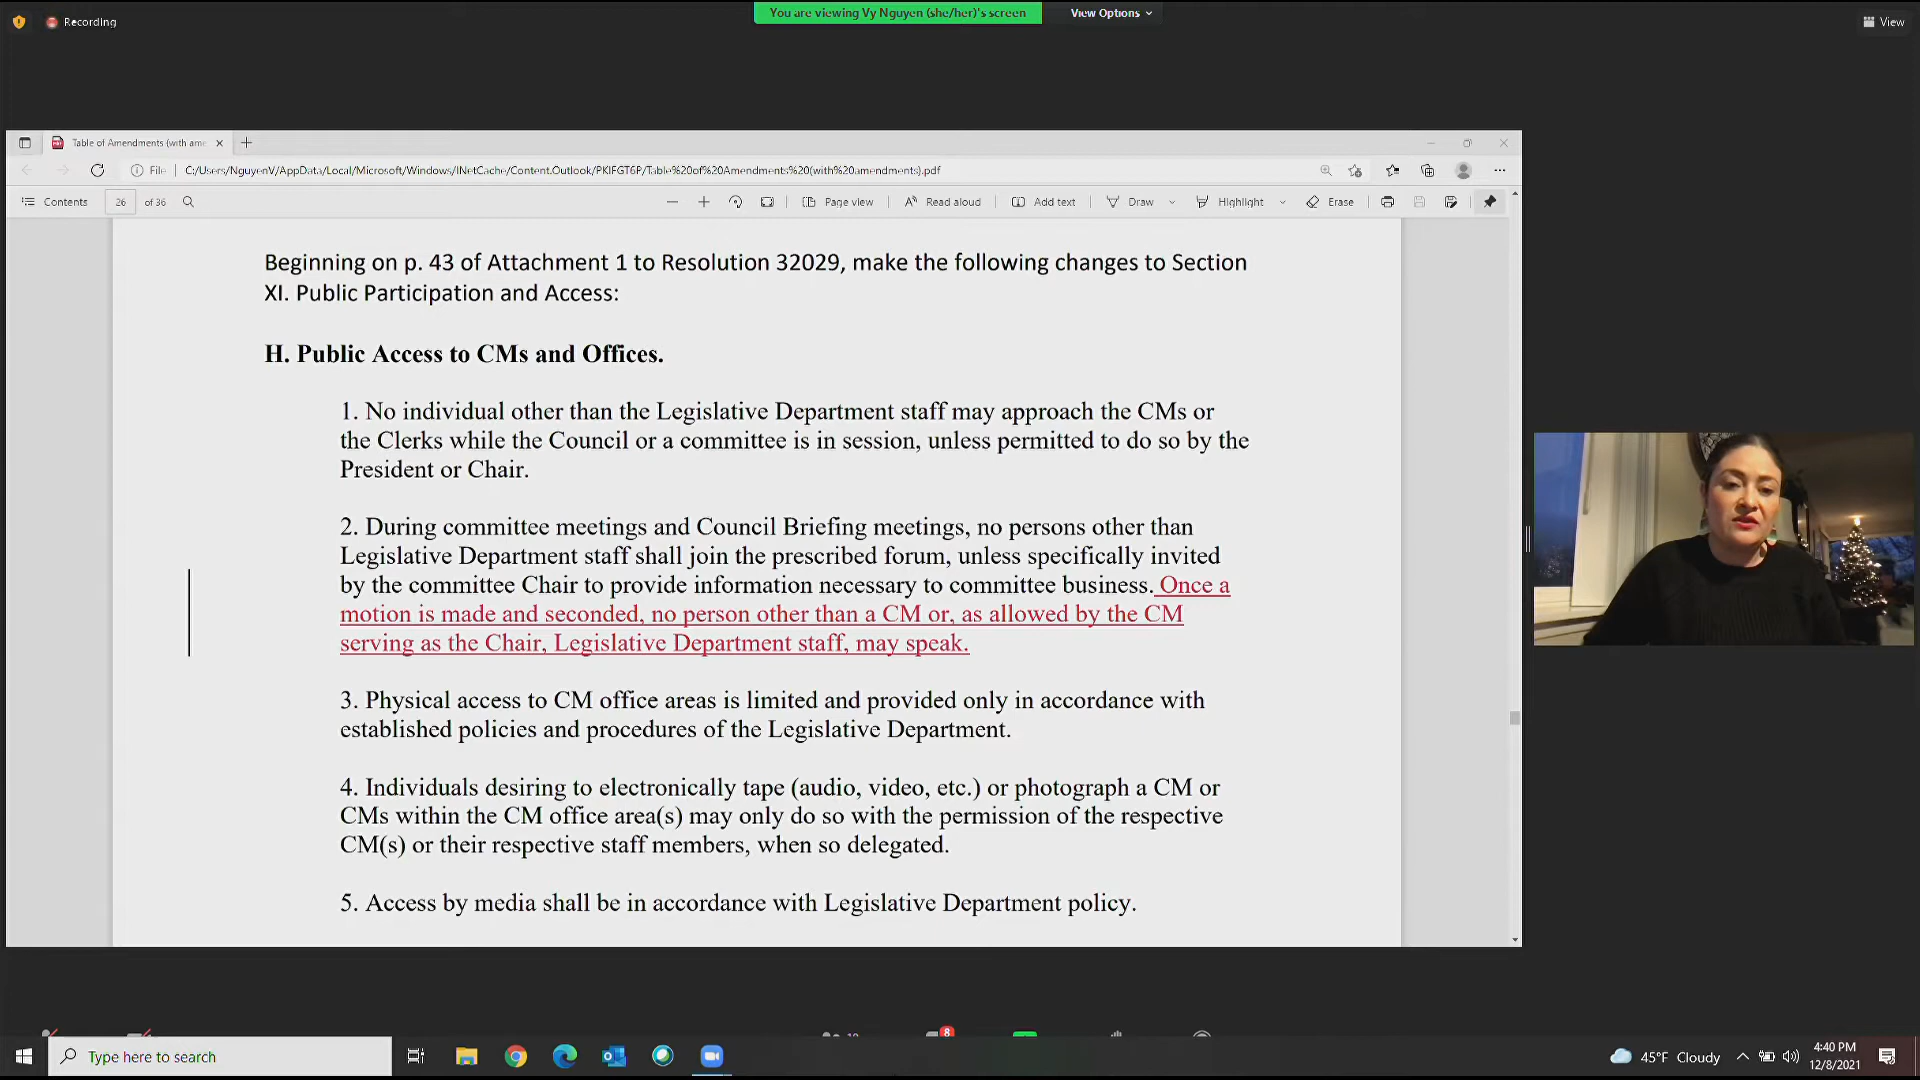 Recording
You are viewing Vy Nguyen (she/her)'s screen
View Options
View
Table of Amendments (with ame
File
C:/Users/NguyenV/AppData/Local/Microsoft/Windows/INetCache/Content.Outlook/PKIFGT6P/Table%20of%20Amendments%20(with%20amendments).pdf
Contents
26
of 36
Page view
Read aloud
Add text
Draw
Highlight
Erase
Beginning on p. 43 of Attachment 1 to Resolution 32029, make the following changes to Section
XI. Public Participation and Access:
H. Public Access to CMs and Offices.
1. No individual other than the Legislative Department staff may approach the CMs or
the Clerks while the Council or a committee is in session, unless permitted to do so by the
President or Chair.
2. During committee meetings and Council Briefing meetings, no persons other than
Legislative Department staff shall join the prescribed forum, unless specifically invited
by the committee Chair to provide information necessary to committee business. Once a
motion is made and seconded, no person other than a CM or, as allowed by the CM
serving as the Chair, Legislative Department staff, may speak.
3. Physical access to CM office areas is limited and provided only in accordance with
established policies and procedures of the Legislative Department.
4. Individuals desiring to electronically tape (audio, video, etc.) or photograph a CM or
CMs within the CM office area(s) may only do so with the permission of the respective
CM(s) or their respective staff members, when so delegated.
5. Access by media shall be in accordance with Legislative Department policy.
8
Type here to search
45°F Cloudy
4:40 PM
12/8/2021